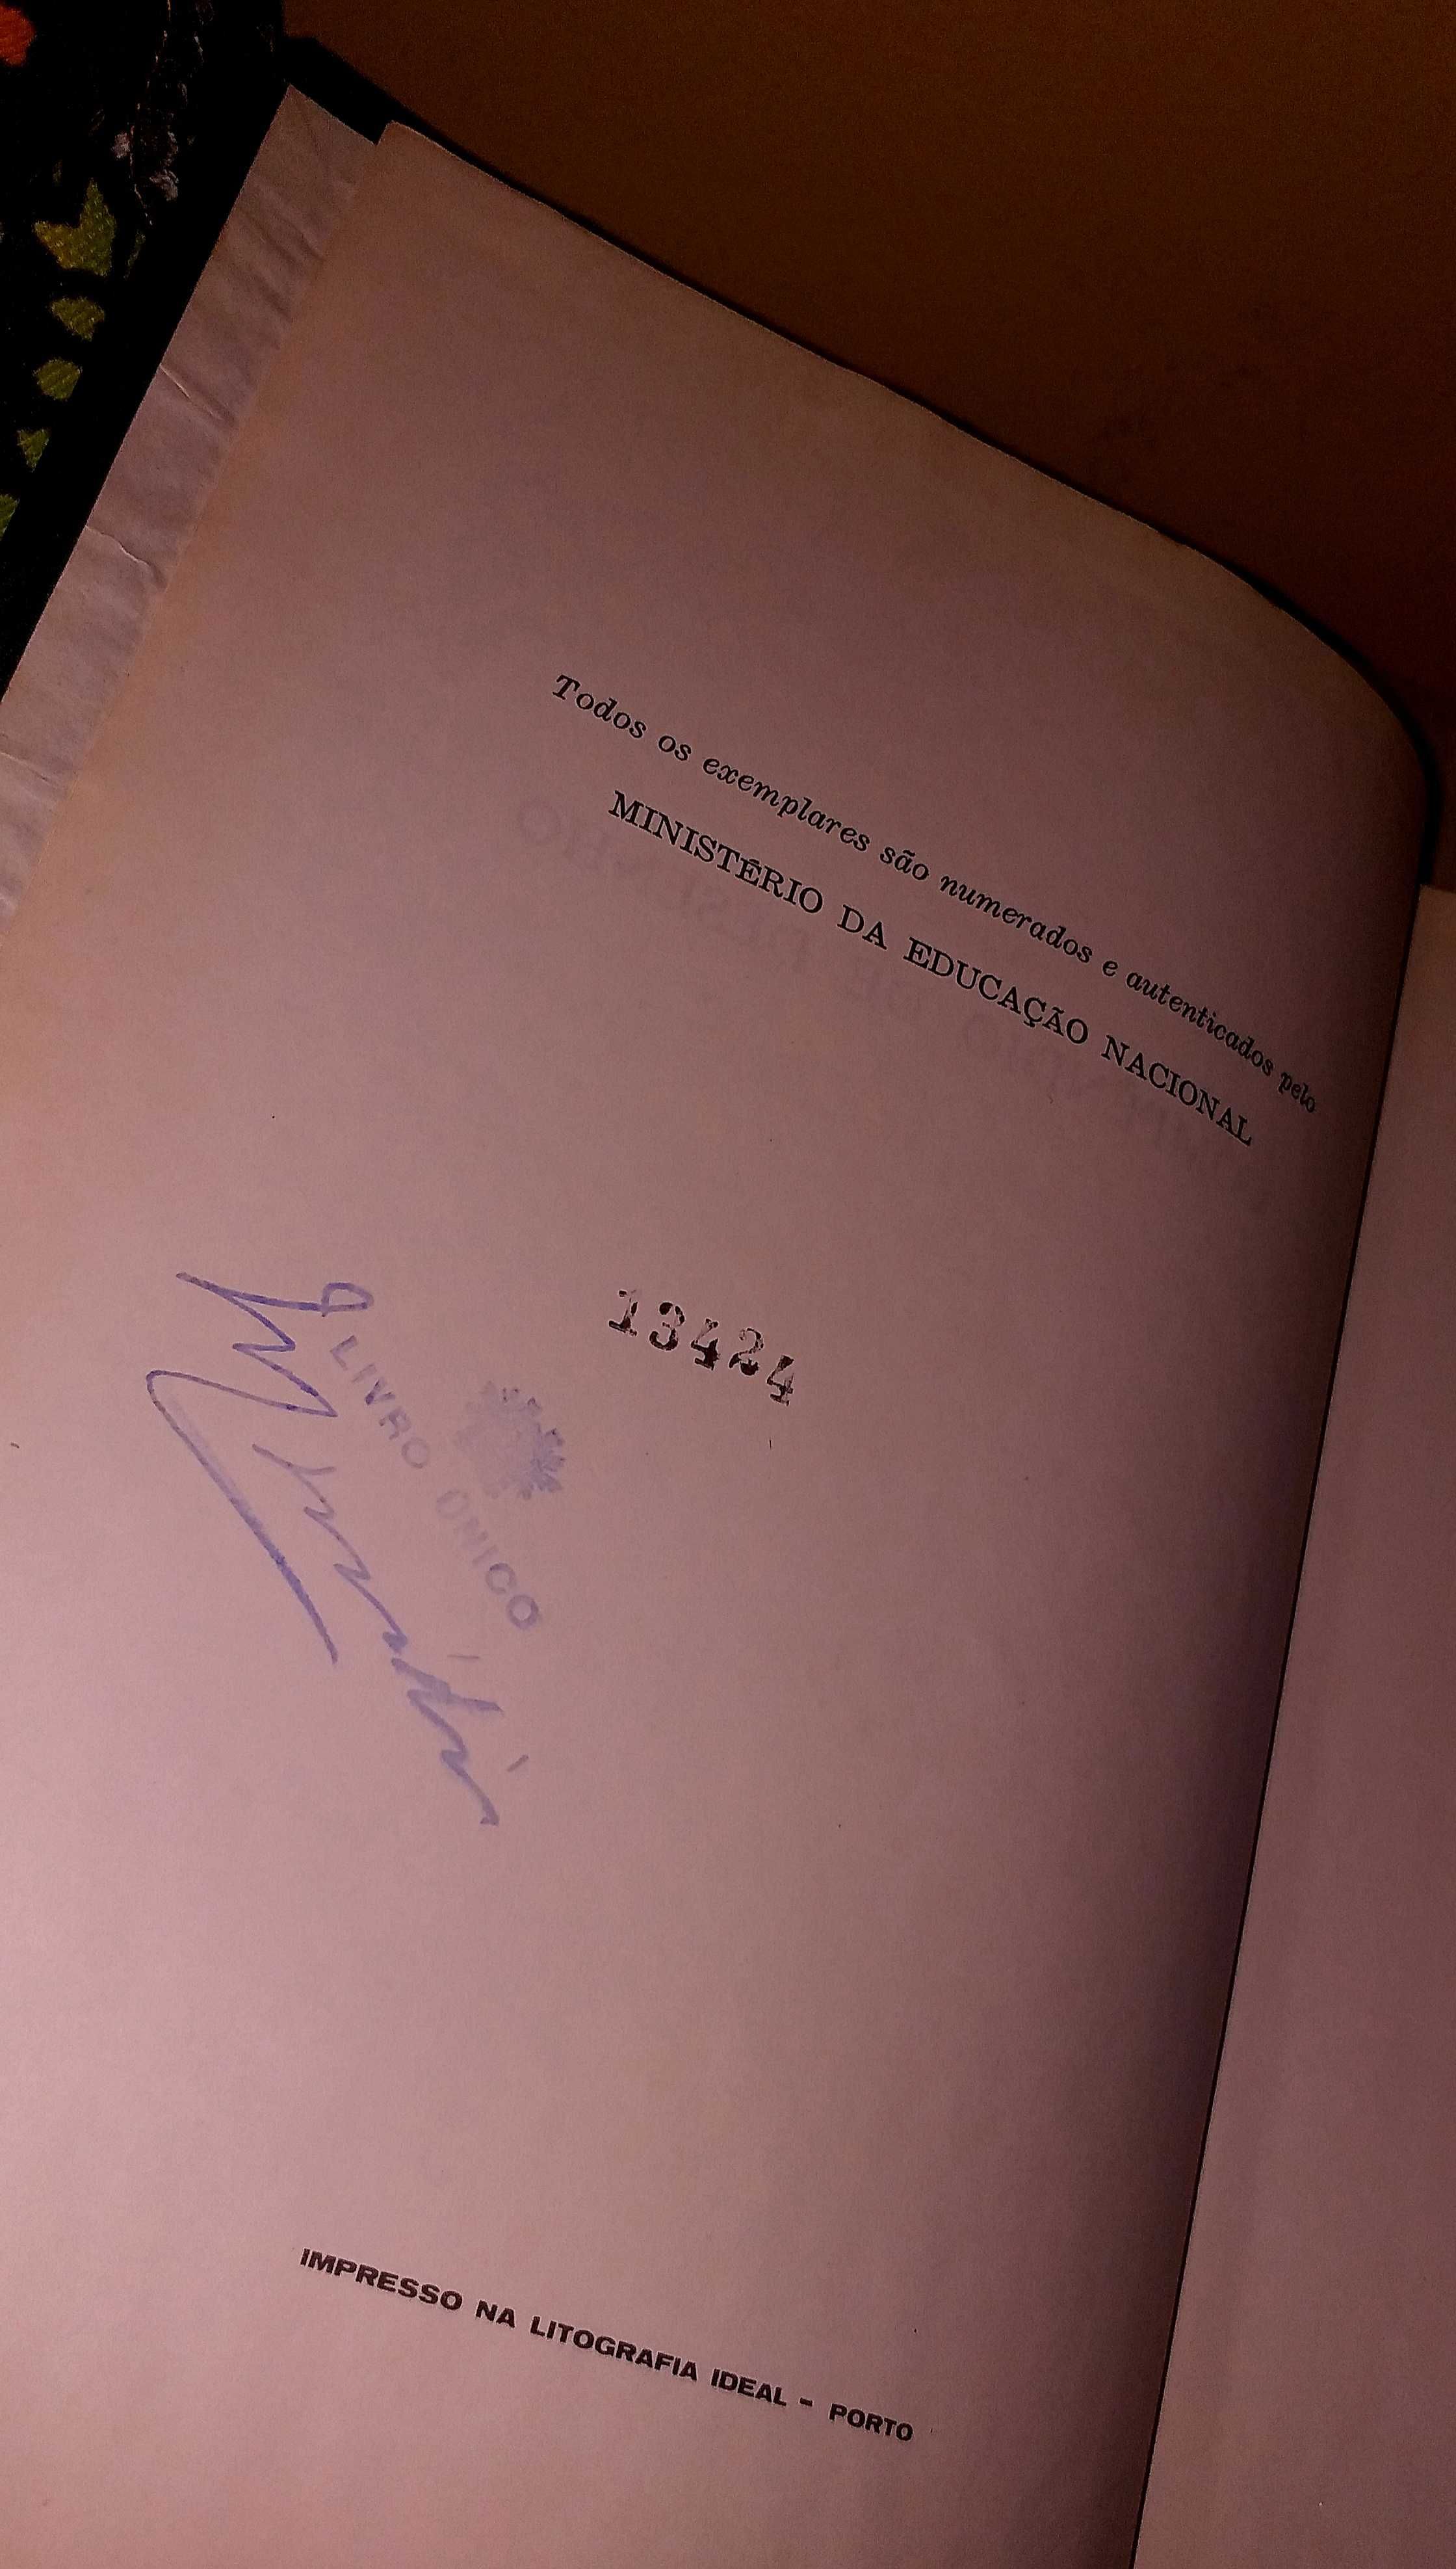 Todos os exemplares são numerados e autenticados pelo
MINISTÉRIO DA EDUCAÇÃO NACIONAL
13424
LIVRO ÚNICO
IMPRESSO NA LITOGRAFIA IDEAL - PORTO